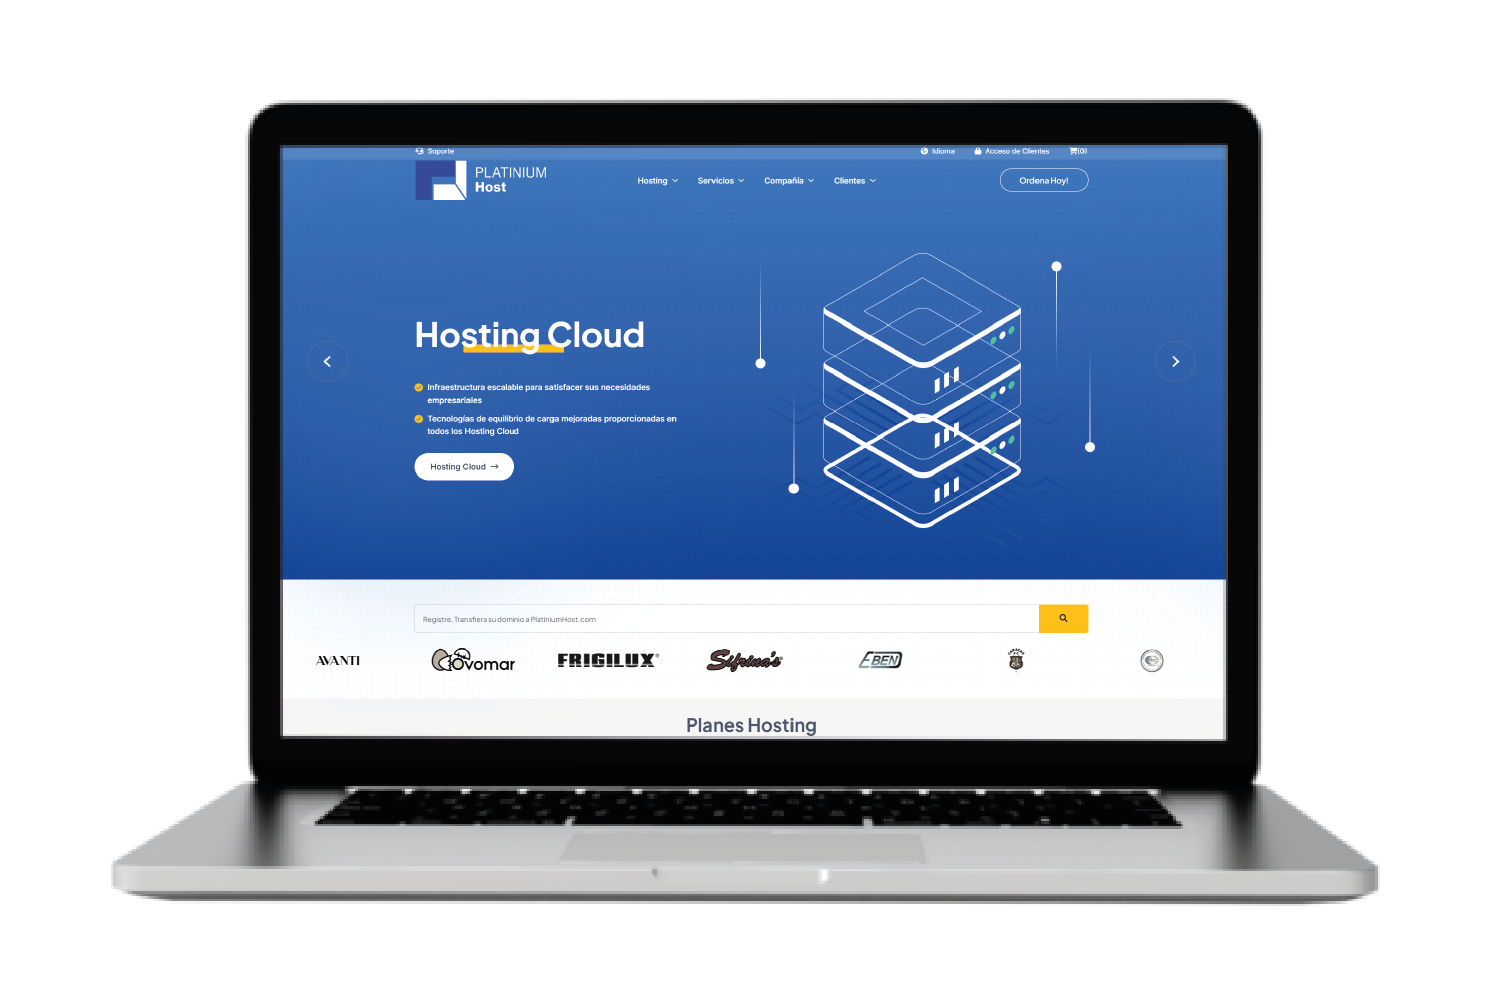 Soporte
Idioma
Acceso de Clientes
(0)
PLATINIUM
Host
Hosting
Servicios
Compañía
Clientes
Ordena Hoy!
Hosting Cloud
Infraestructura escalable para satisfacer sus necesidades
empresariales
Tecnologías de equilibrio de carga mejoradas proporcionadas en
todos los Hosting Cloud
Hosting Cloud
Registre, Transfiera su dominio a PlatiniumHost.com
AVANTI
Ovomar
FRIGILUX®
Sifrina's
EBEN
Planes Hosting